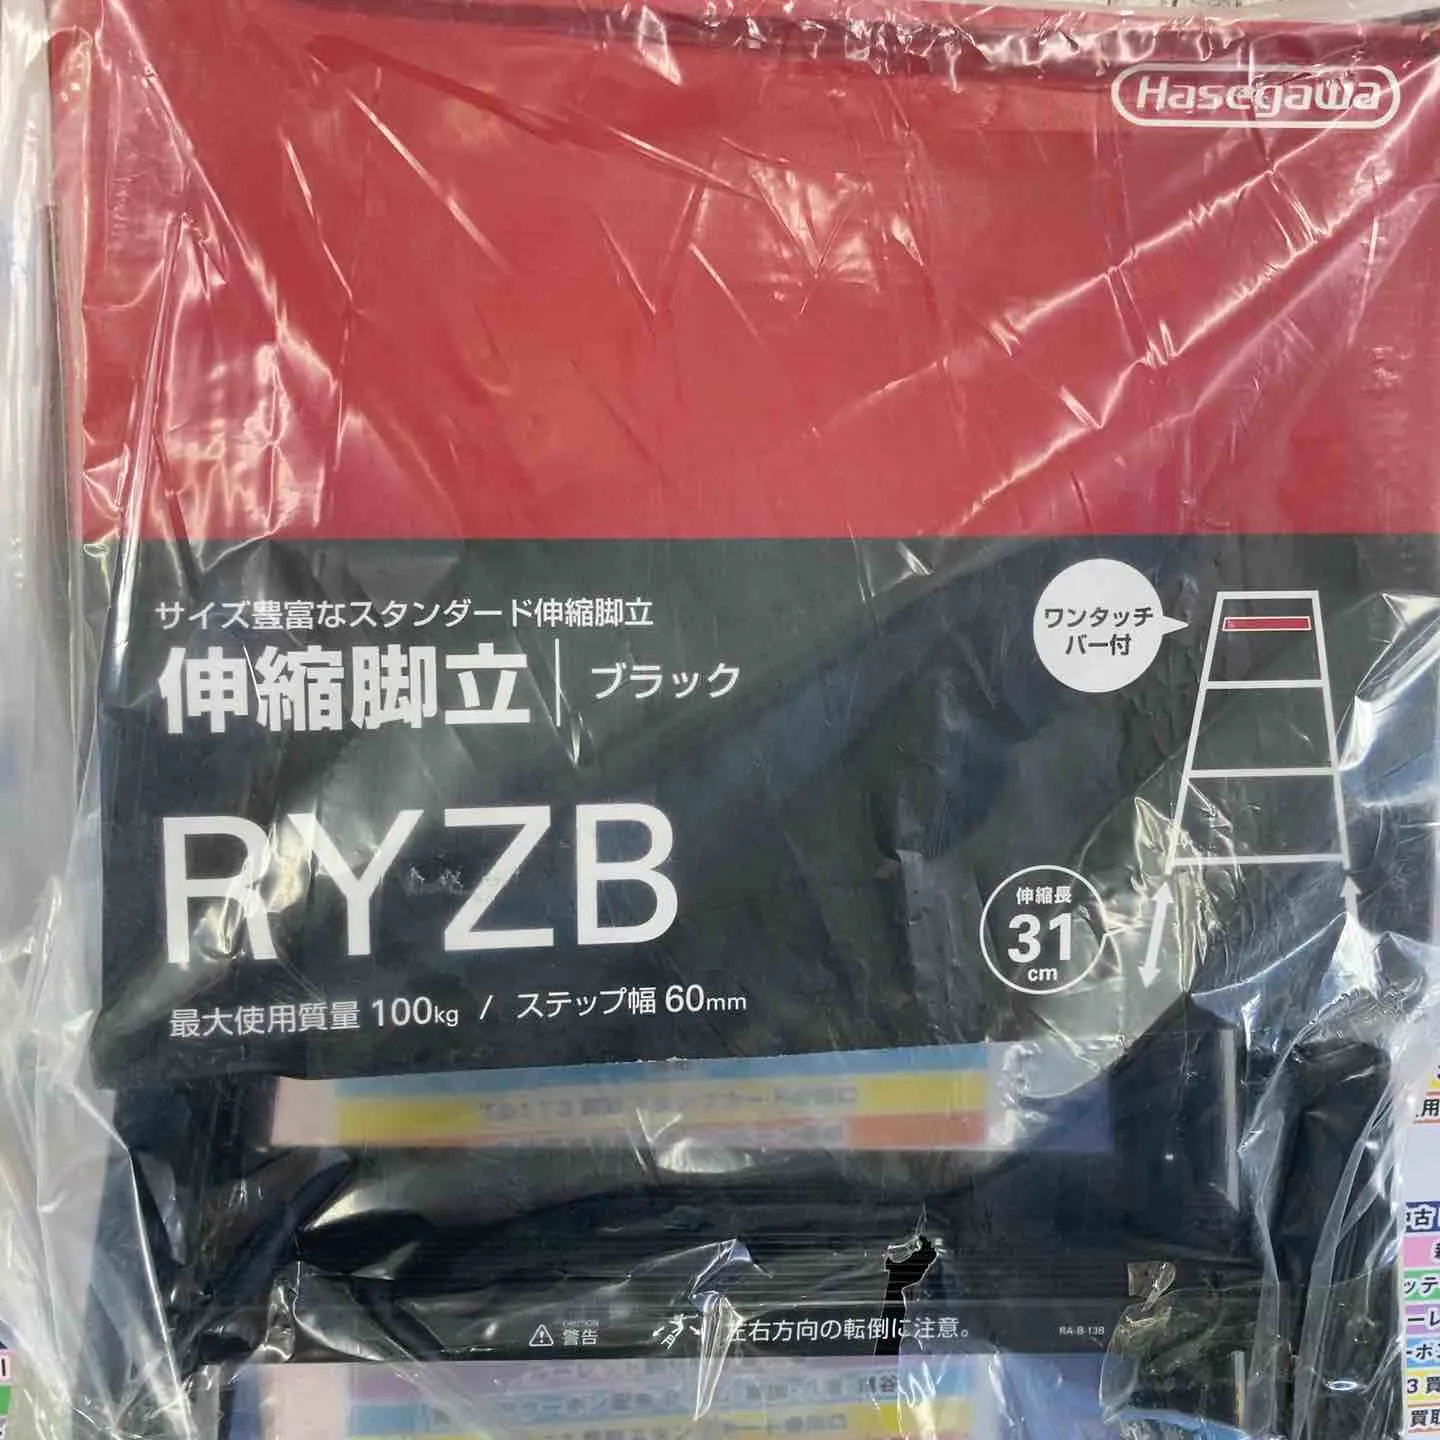 Hasegawa
サイズ豊富なスタンダード伸縮脚立
伸縮脚立 | ブラック
ワンタッチ
バー付
RYZB
伸縮長
31
cm
最大使用質量 100kg / ステップ幅 60mm
警告
左右方向の転倒に注意。
RA-B-13B